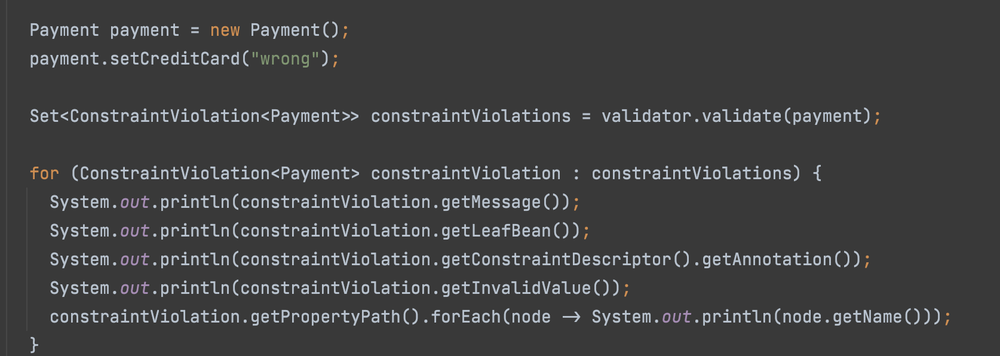 Payment payment = new Payment();
payment.setCreditCard("wrong");
Set<ConstraintViolation<Payment>> constraintViolations = validator.validate(payment);
for (ConstraintViolation<Payment> constraintViolation : constraintViolations) {
System.out.println(constraintViolation.getMessage());
System.out.println(constraintViolation.getLeafBean());
System.out.println(constraintViolation.getConstraintDescriptor().getAnnotation());
System.out.println(constraintViolation.getInvalidValue());
constraintViolation.getPropertyPath().forEach(node -> System.out.println(node.getName()));
}